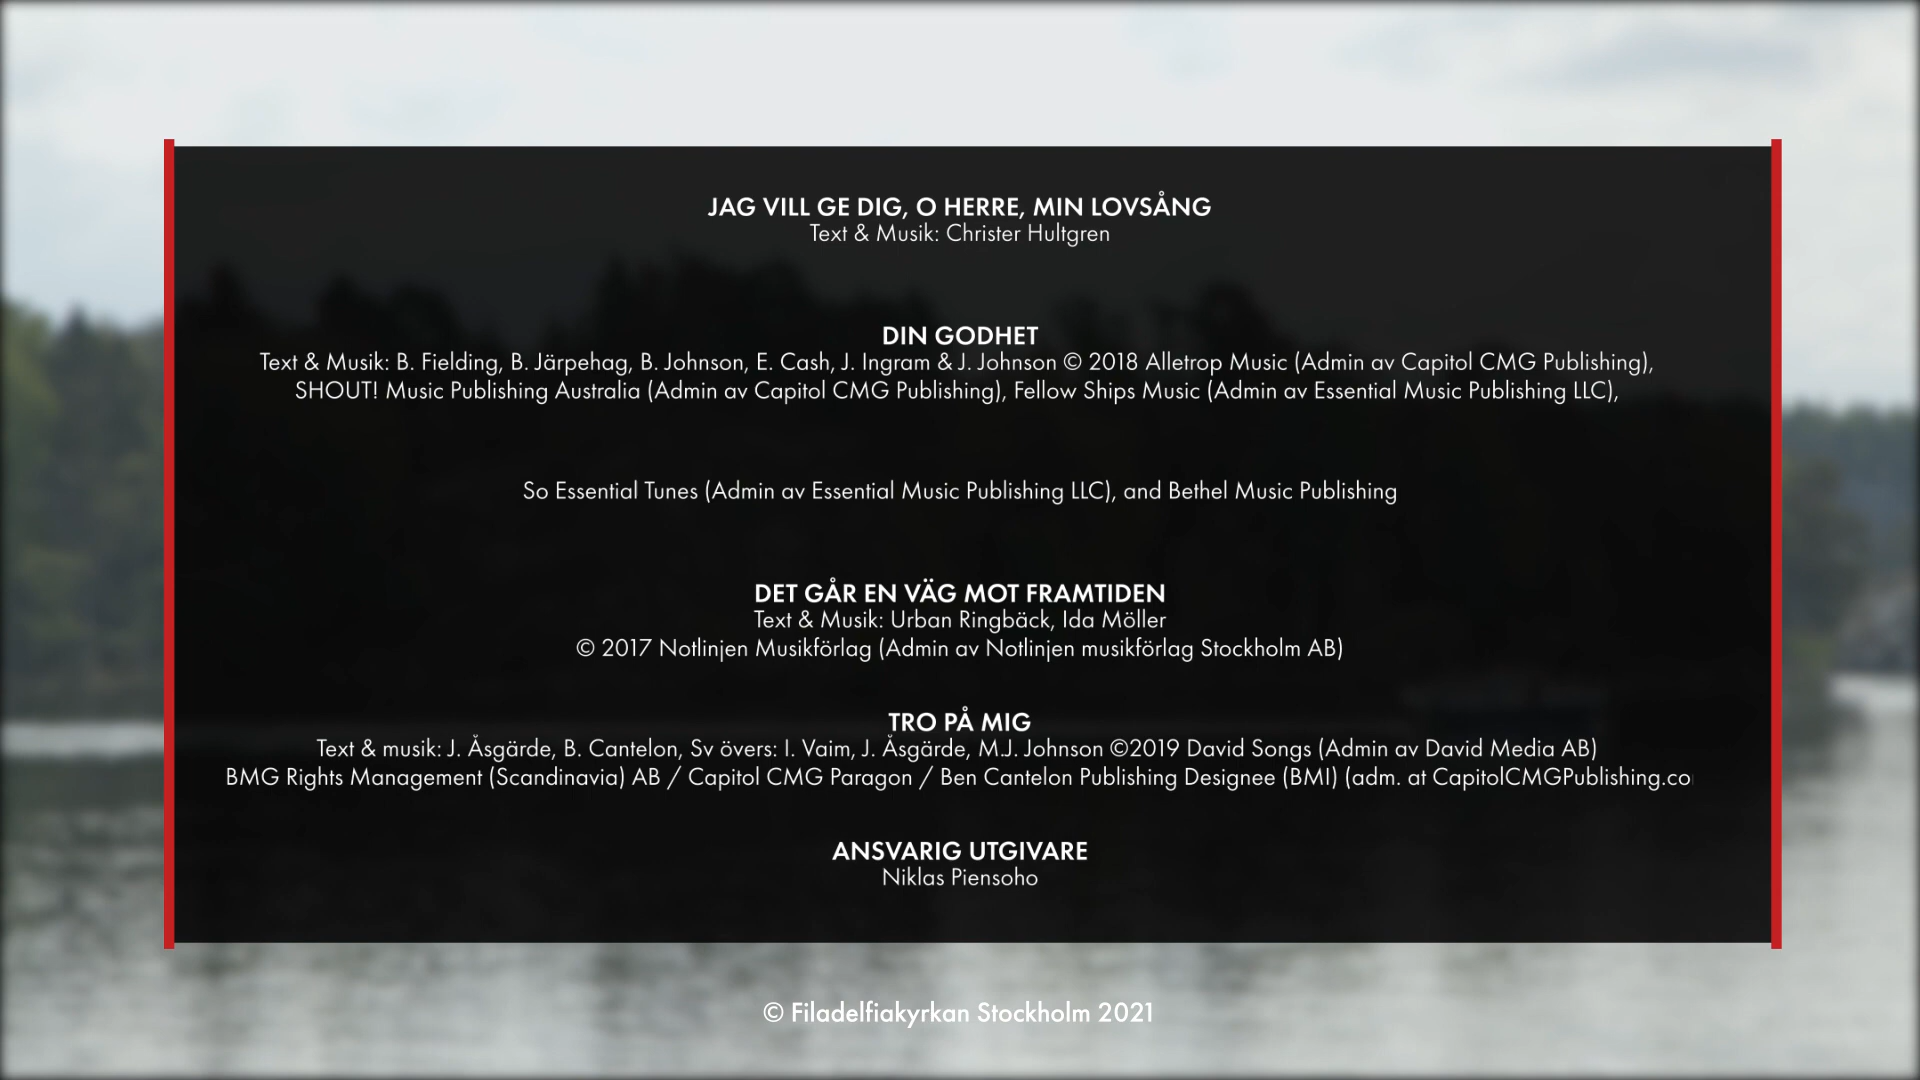 JAG VILL GE DIG, O HERRE, MIN LOVSÅNG
Text & Musik: Christer Hultgren
DIN GODHET
Text & Musik: B. Fielding, B. Järpehag, B. Johnson, E. Cash, J. Ingram & J. Johnson © 2018 Alletrop Music (Admin av Capitol CMG Publishing),
SHOUT! Music Publishing Australia (Admin av Capitol CMG Publishing), Fellow Ships Music (Admin av Essential Music Publishing LLC),
So Essential Tunes (Admin av Essential Music Publishing LLC), and Bethel Music Publishing
DET GÅR EN VÄG MOT FRAMTIDEN
Text & Musik: Urban Ringbäck, Ida Möller
© 2017 Notlinjen Musikförlag (Admin av Notlinjen musikförlag Stockholm AB)
TRO PÅ MIG
Text & musik: J. Åsgärde, B. Cantelon, Sv övers: I. Vaim, J. Åsgärde, M.J. Johnson ©2019 David Songs (Admin av David Media AB)
BMG Rights Management (Scandinavia) AB / Capitol CMG Paragon / Ben Cantelon Publishing Designee (BMI) (adm. at CapitolCMGPublishing.co
ANSVARIG UTGIVARE
Niklas Piensoho
© Filadelfiakyrkan Stockholm 2021